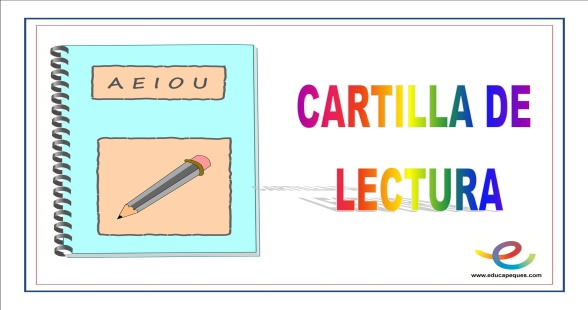 A E I O U
CARTILLA DE
LECTURA
www.educapeques.com